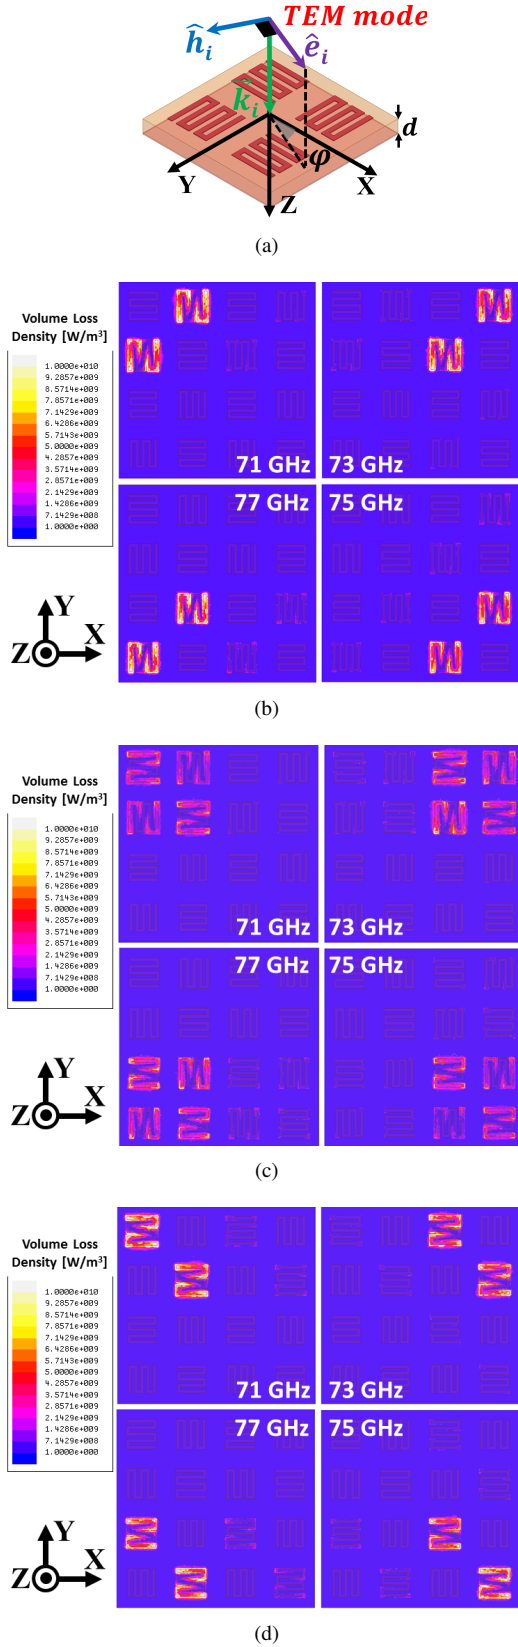 TEM mode
ĥi
êi
k̂i
d
φ
Y
X
Z
(a)
Volume Loss
Density [W/m³]
1.0000e+010
9.2857e+009
8.5714e+009
7.8571e+009
7.1429e+009
6.4286e+009
5.7143e+009
5.0000e+009
4.2857e+009
3.5714e+009
2.8571e+009
2.1429e+009
1.4286e+009
7.1429e+008
1.0000e+000
71 GHz
73 GHz
77 GHz
75 GHz
Y
Z
X
(b)
Volume Loss
Density [W/m³]
1.0000e+010
9.2857e+009
8.5714e+009
7.8571e+009
7.1429e+009
6.4286e+009
5.7143e+009
5.0000e+009
4.2857e+009
3.5714e+009
2.8571e+009
2.1429e+009
1.4286e+009
7.1429e+008
1.0000e+000
71 GHz
73 GHz
77 GHz
75 GHz
Y
Z
X
(c)
Volume Loss
Density [W/m³]
1.0000e+010
9.2857e+009
8.5714e+009
7.8571e+009
7.1429e+009
6.4286e+009
5.7143e+009
5.0000e+009
4.2857e+009
3.5714e+009
2.8571e+009
2.1429e+009
1.4286e+009
7.1429e+008
1.0000e+000
71 GHz
73 GHz
77 GHz
75 GHz
Y
Z
X
(d)